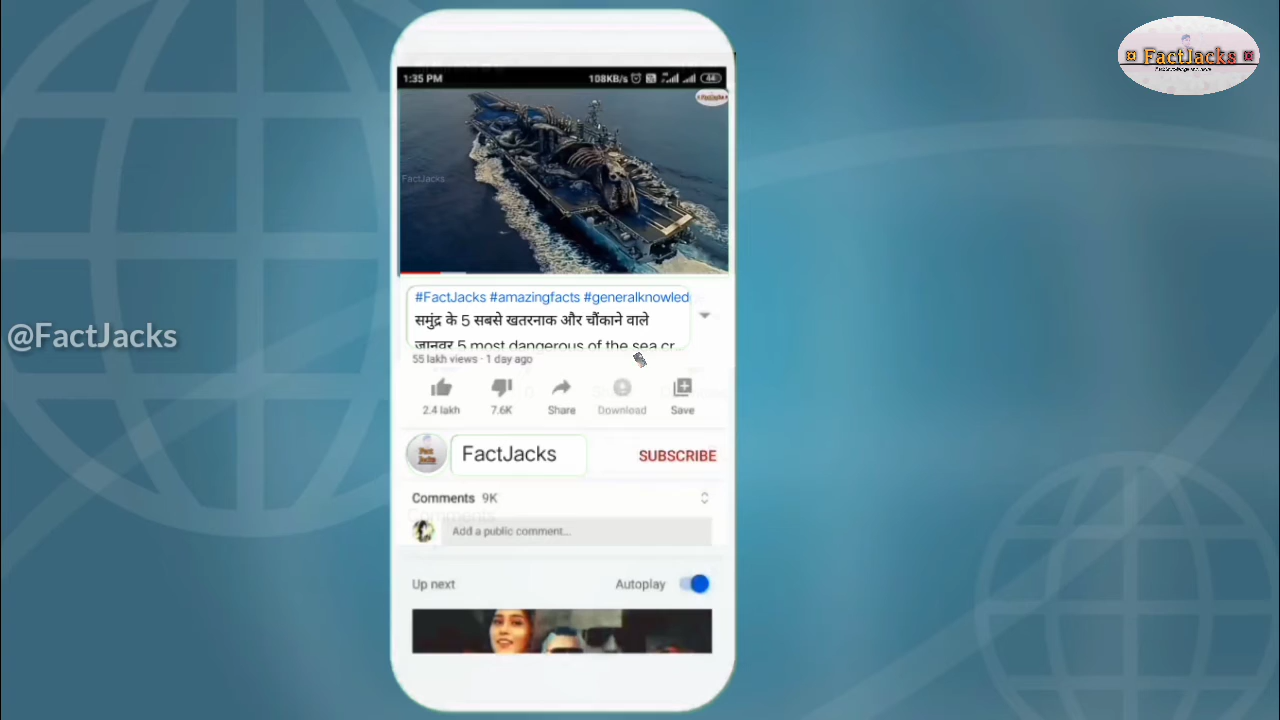 FactJacks
1:35 PM
108KB/s
44
FactJacks
FactJacks
#FactJacks #amazingfacts #generalknowled
@FactJacks
समुंद्र के 5 सबसे खतरनाक और चौंकाने वाले
जानवर 5 most dangerous of the sea cr
55 lakh views · 1 day ago
2.4 lakh
7.6K
Share
Download
Save
FactJacks
SUBSCRIBE
Comments 9K
Add a public comment...
Up next
Autoplay